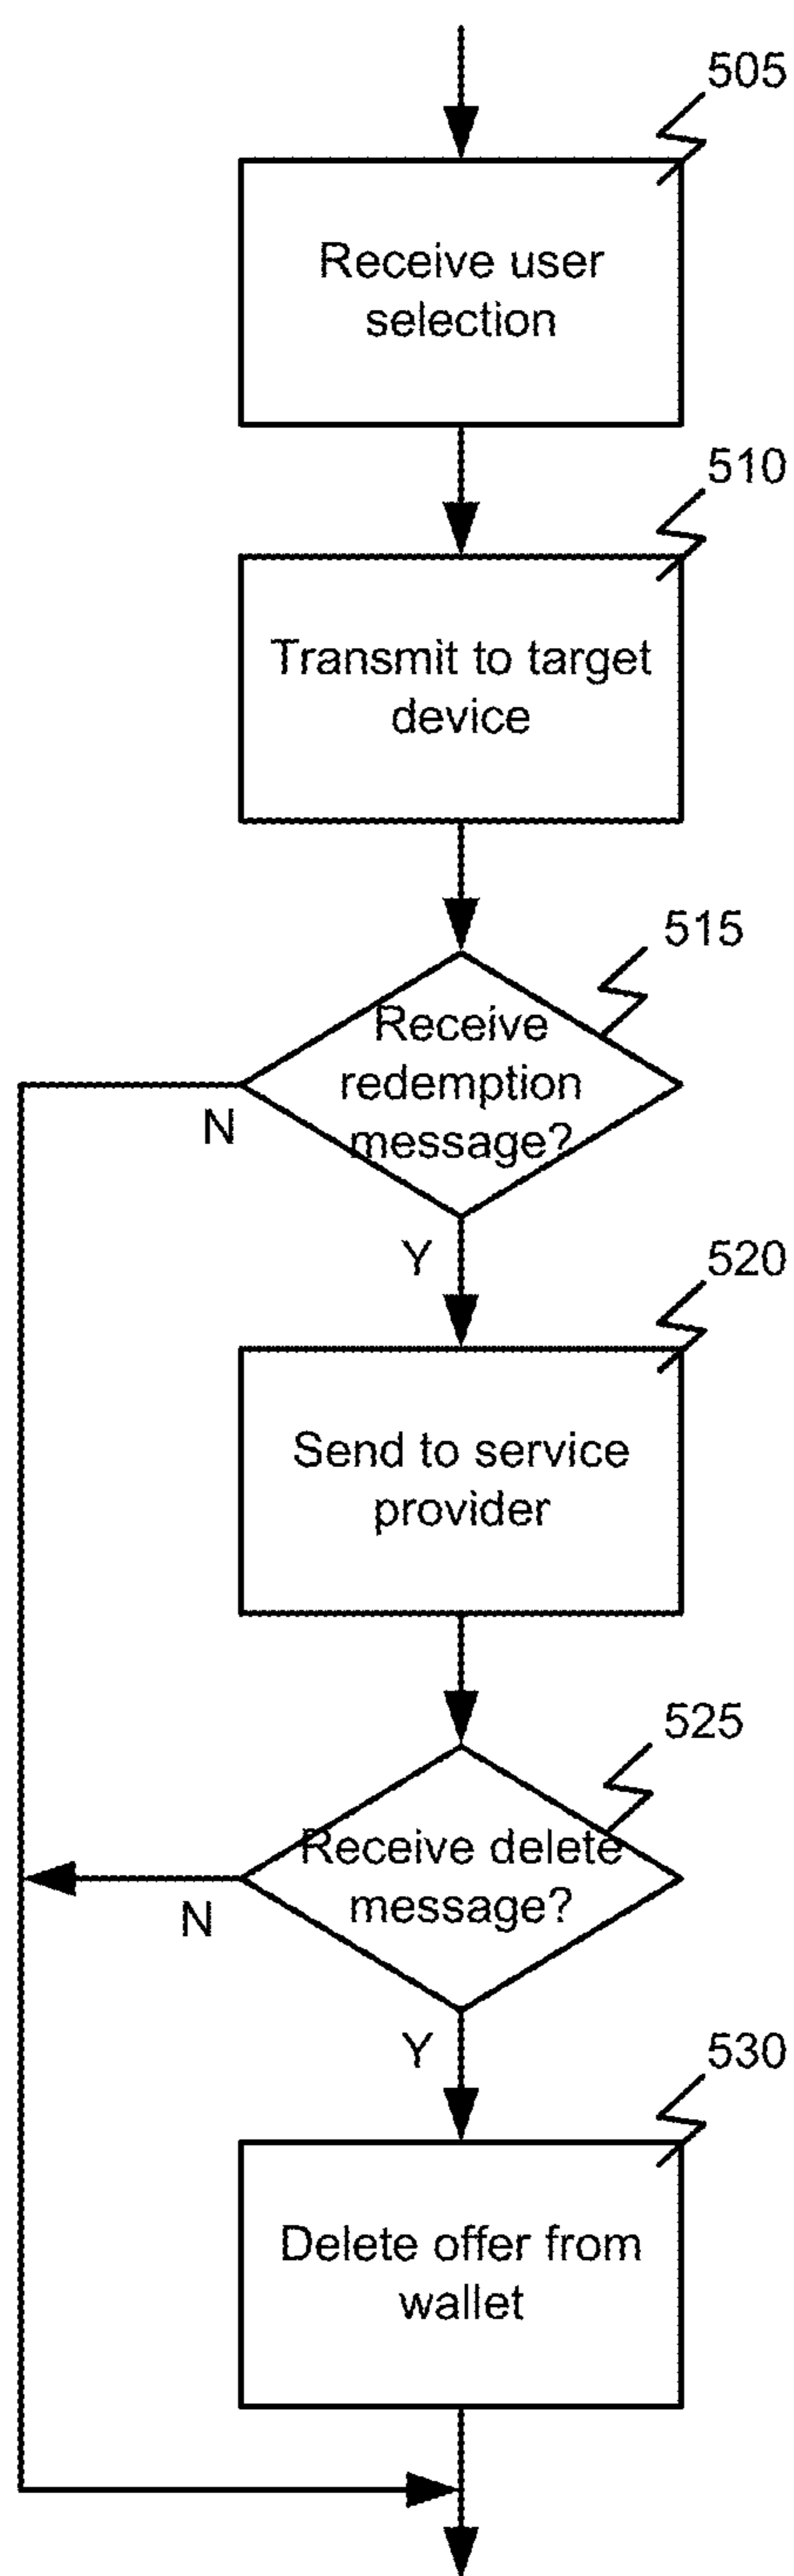 505
Receive user
selection
510
Transmit to target
device
515
Receive
redemption
message?
N
Y
520
Send to service
provider
525
Receive delete
message?
N
Y
530
Delete offer from
wallet